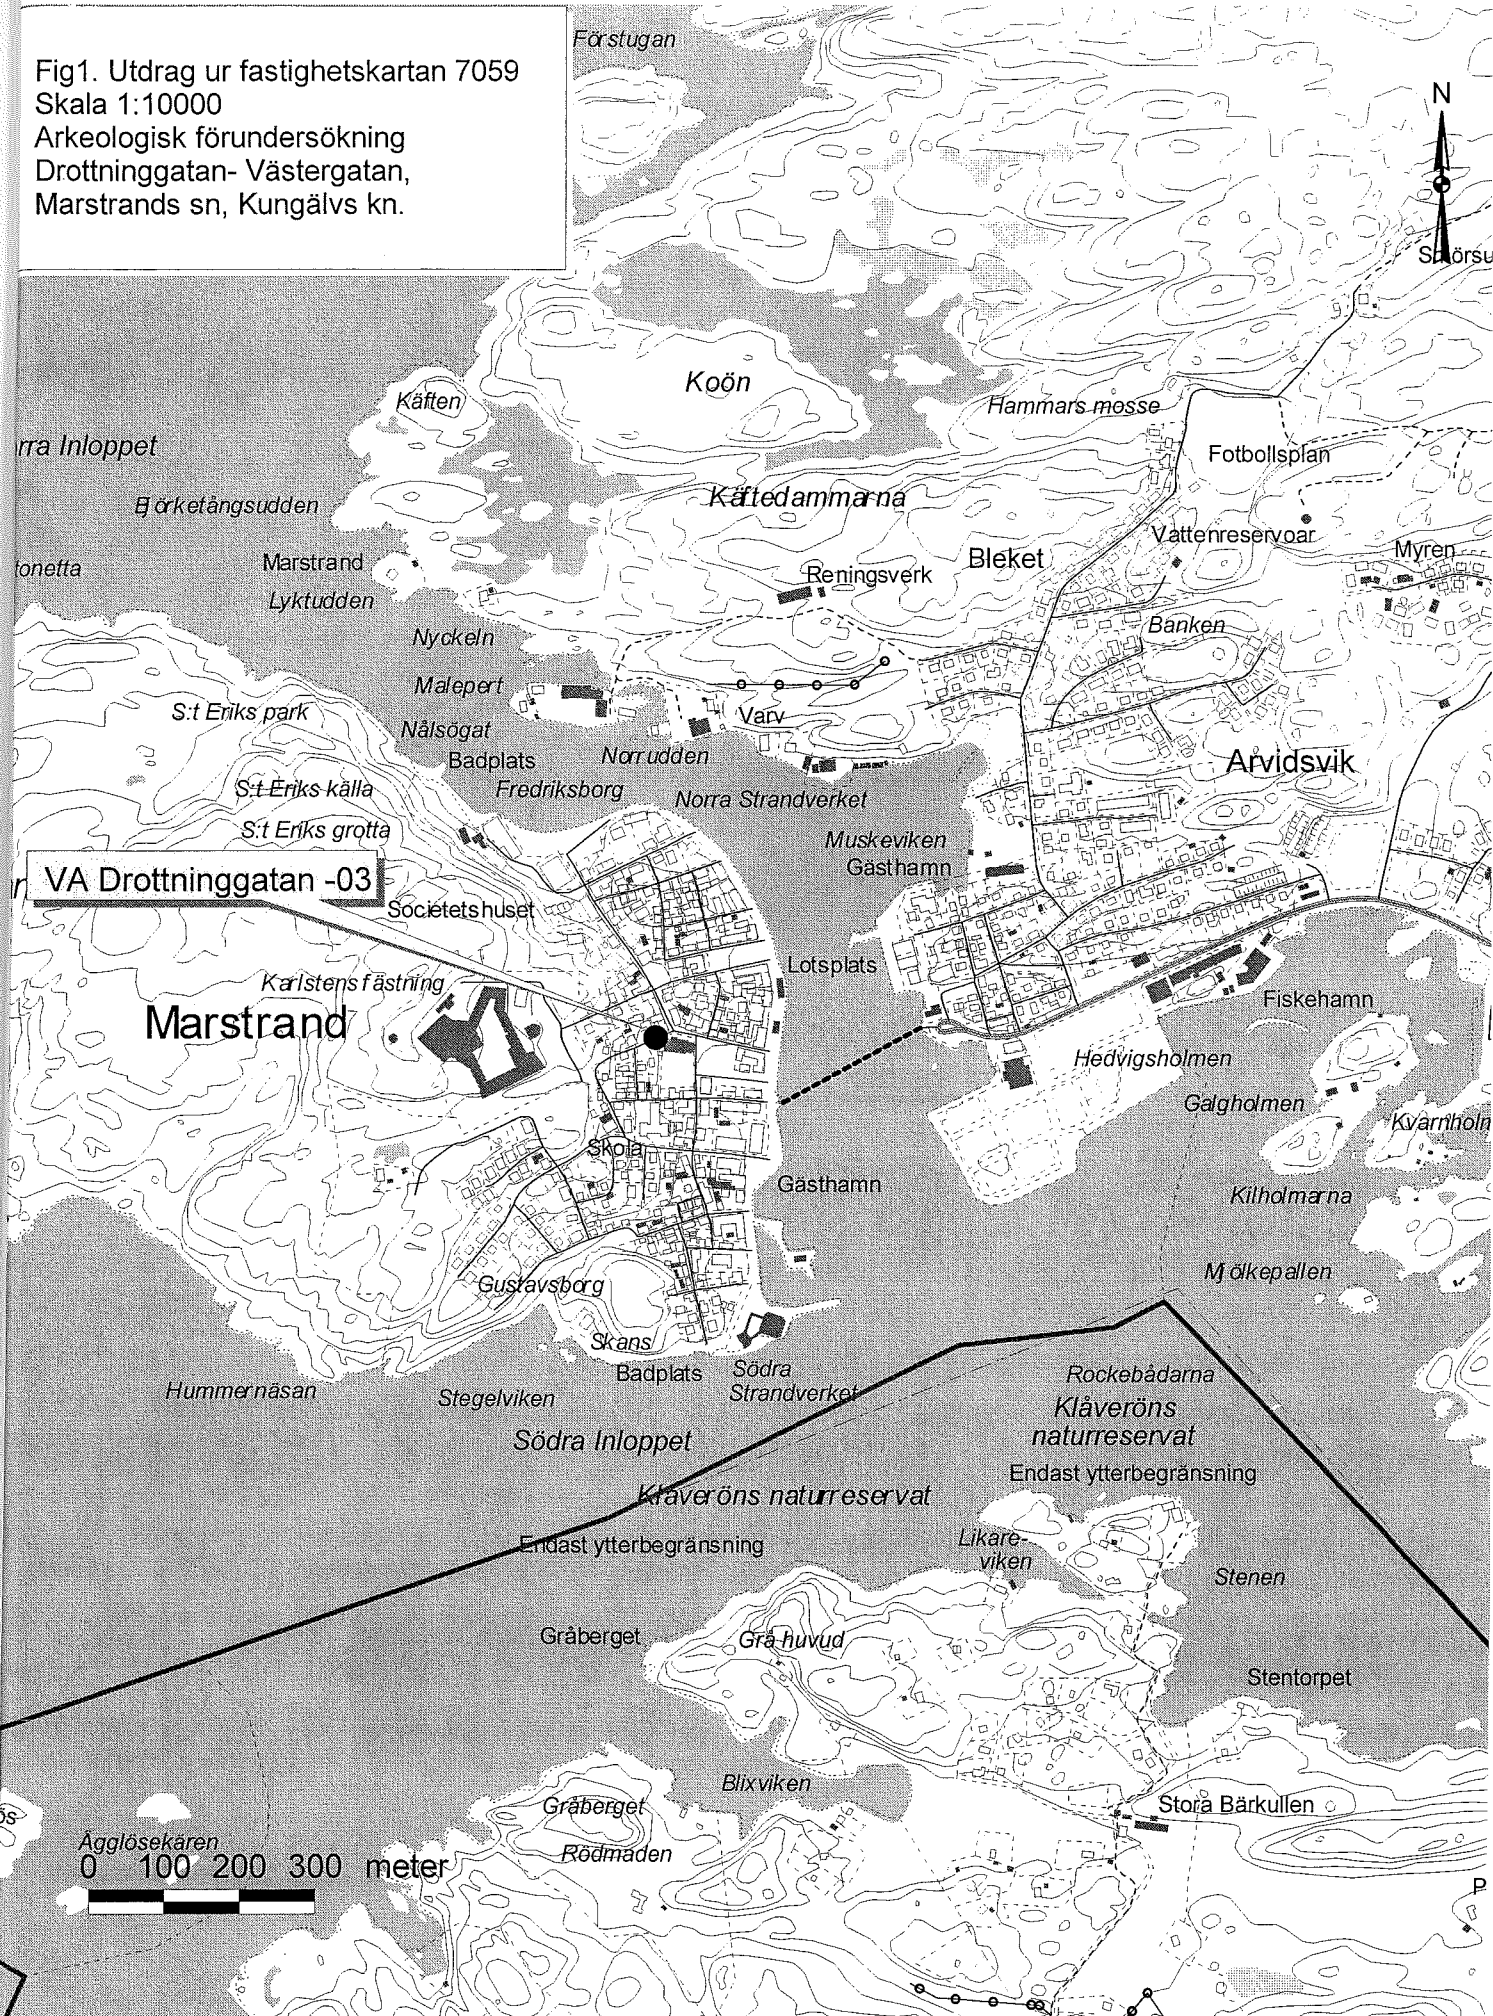 Fig1. Utdrag ur fastighetskartan 7059
Skala 1:10000
Arkeologisk förundersökning
Drottninggatan- Västergatan,
Marstrands sn, Kungälvs kn.
Förstugan
N
Koön
Käften
Hammars mosse
rra Inloppet
Fotbollsplan
Björketångsudden
Käftedammarna
Vattenreservoar
Marstrand
Bleket
Myren
tonetta
Reningsverk
Lyktudden
Nyckeln
Banken
Malepert
S:t Eriks park
Varv
Nålsögat
Badplats
Norrudden
Arvidsvik
S:t Eriks källa
Fredriksborg
Norra Strandverket
S:t Eriks grotta
Muskeviken
Gästhamn
VA Drottninggatan -03
Societetshuset
Lotsplats
Karlstens fästning
Fiskehamn
Marstrand
Hedvigsholmen
Galgholmen
Kvarnholm
Skola
Gästhamn
Kilholmarna
Mjölkepallen
Gustavsborg
Skans
Badplats
Södra
Strandverket
Rockebådarna
Hummernäsan
Stegelviken
Klåveröns
naturreservat
Södra Inloppet
Endast ytterbegränsning
Klåveröns naturreservat
Endast ytterbegränsning
Likare-
viken
Stenen
Gråberget
Grå huvud
Stentorpet
Blixviken
Gråberget
Stora Bärkullen
ös
Ägglösekären
Rödmaden
0 100 200 300 meter
P